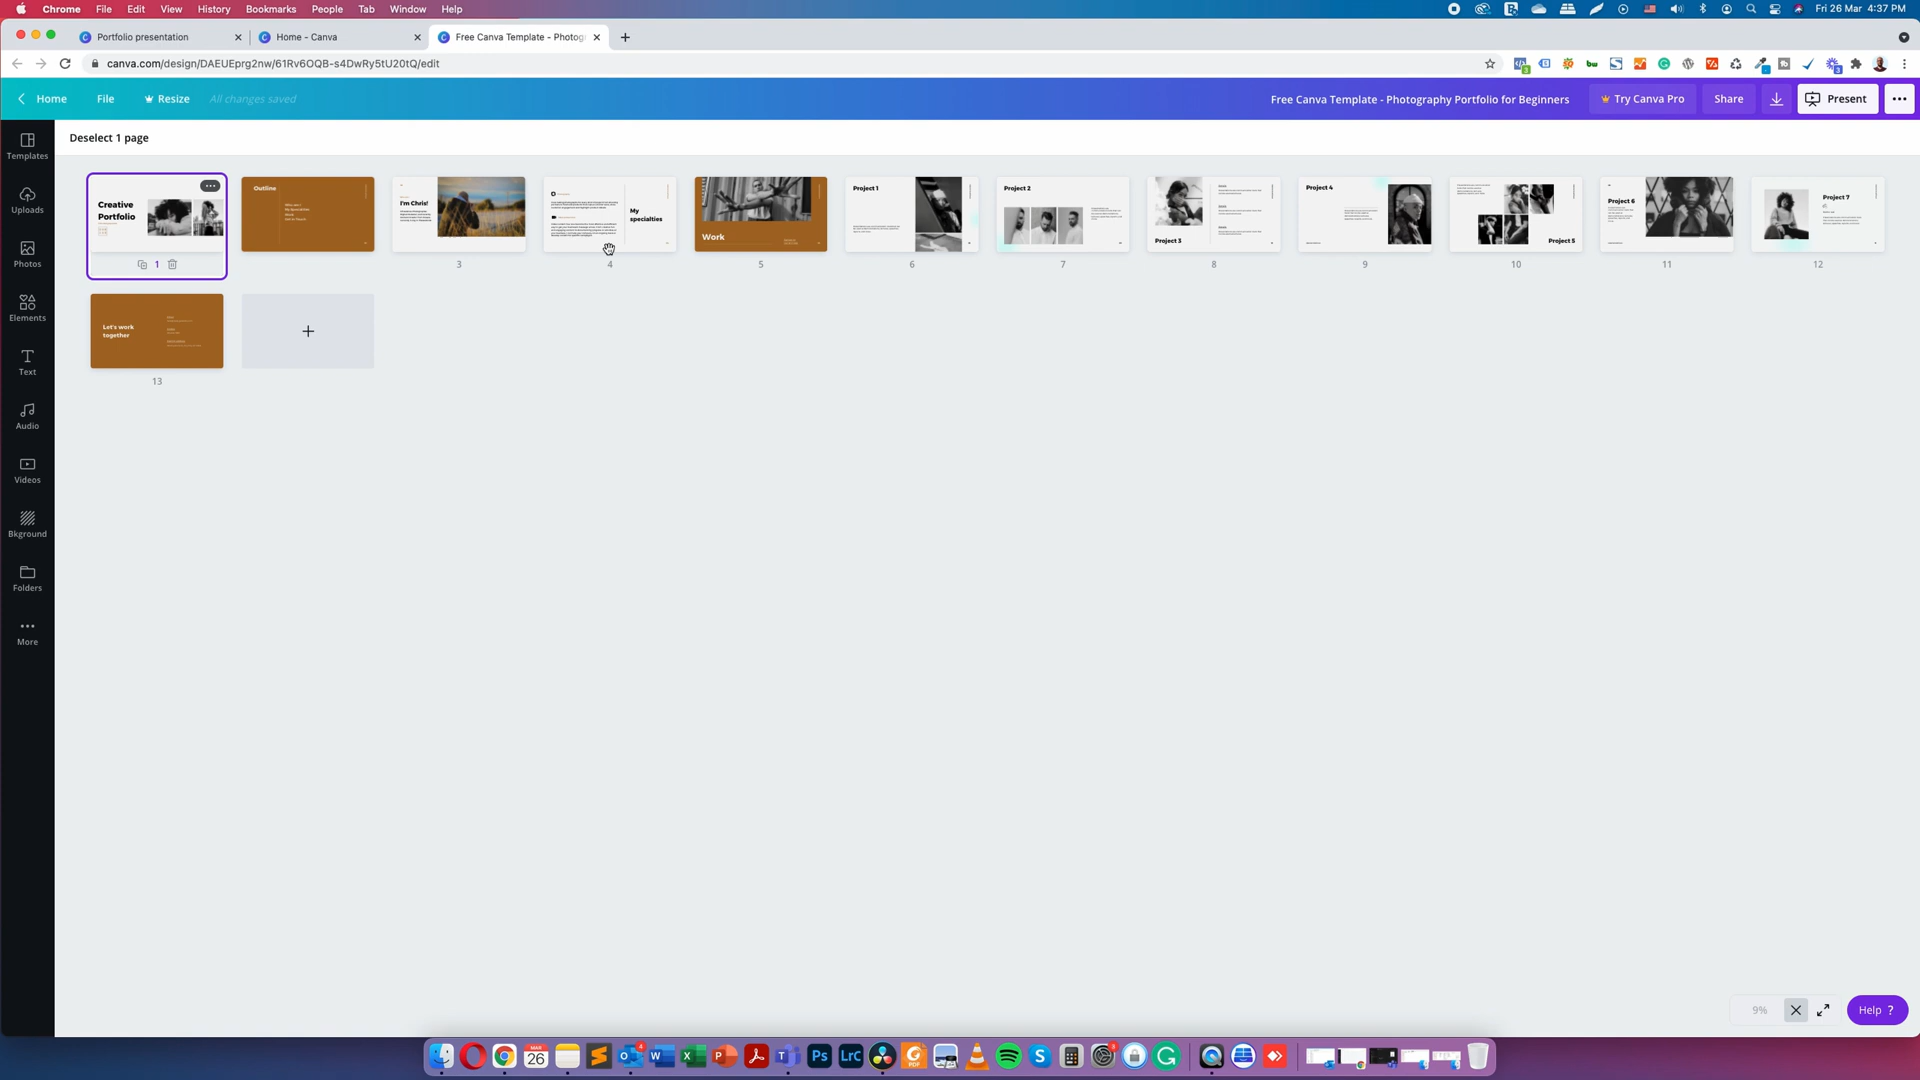 Chrome File Edit View History Bookmarks People Tab Window Help
Fri 26 Mar 4:37 PM
Portfolio presentation
Home - Canva
Free Canva Template - Photog
canva.com/design/DAEUEprg2nw/61Rv6OQB-s4DwRy5tU20tQ/edit
Home File Resize All changes saved
Free Canva Template - Photography Portfolio for Beginners
Try Canva Pro Share Present
Deselect 1 page
Templates
Uploads
Photos
Elements
Text
Audio
Videos
Bkground
Folders
More
Creative
Portfolio
1
Outline
I'm Chris!
3
My
specialties
4
Work
5
Project 1
6
Project 2
7
Project 3
8
Project 4
9
Project 5
10
Project 6
11
Project 7
12
Let's work
together
13
9%
Help ?
MAR
26
Ps
LrC
PDF